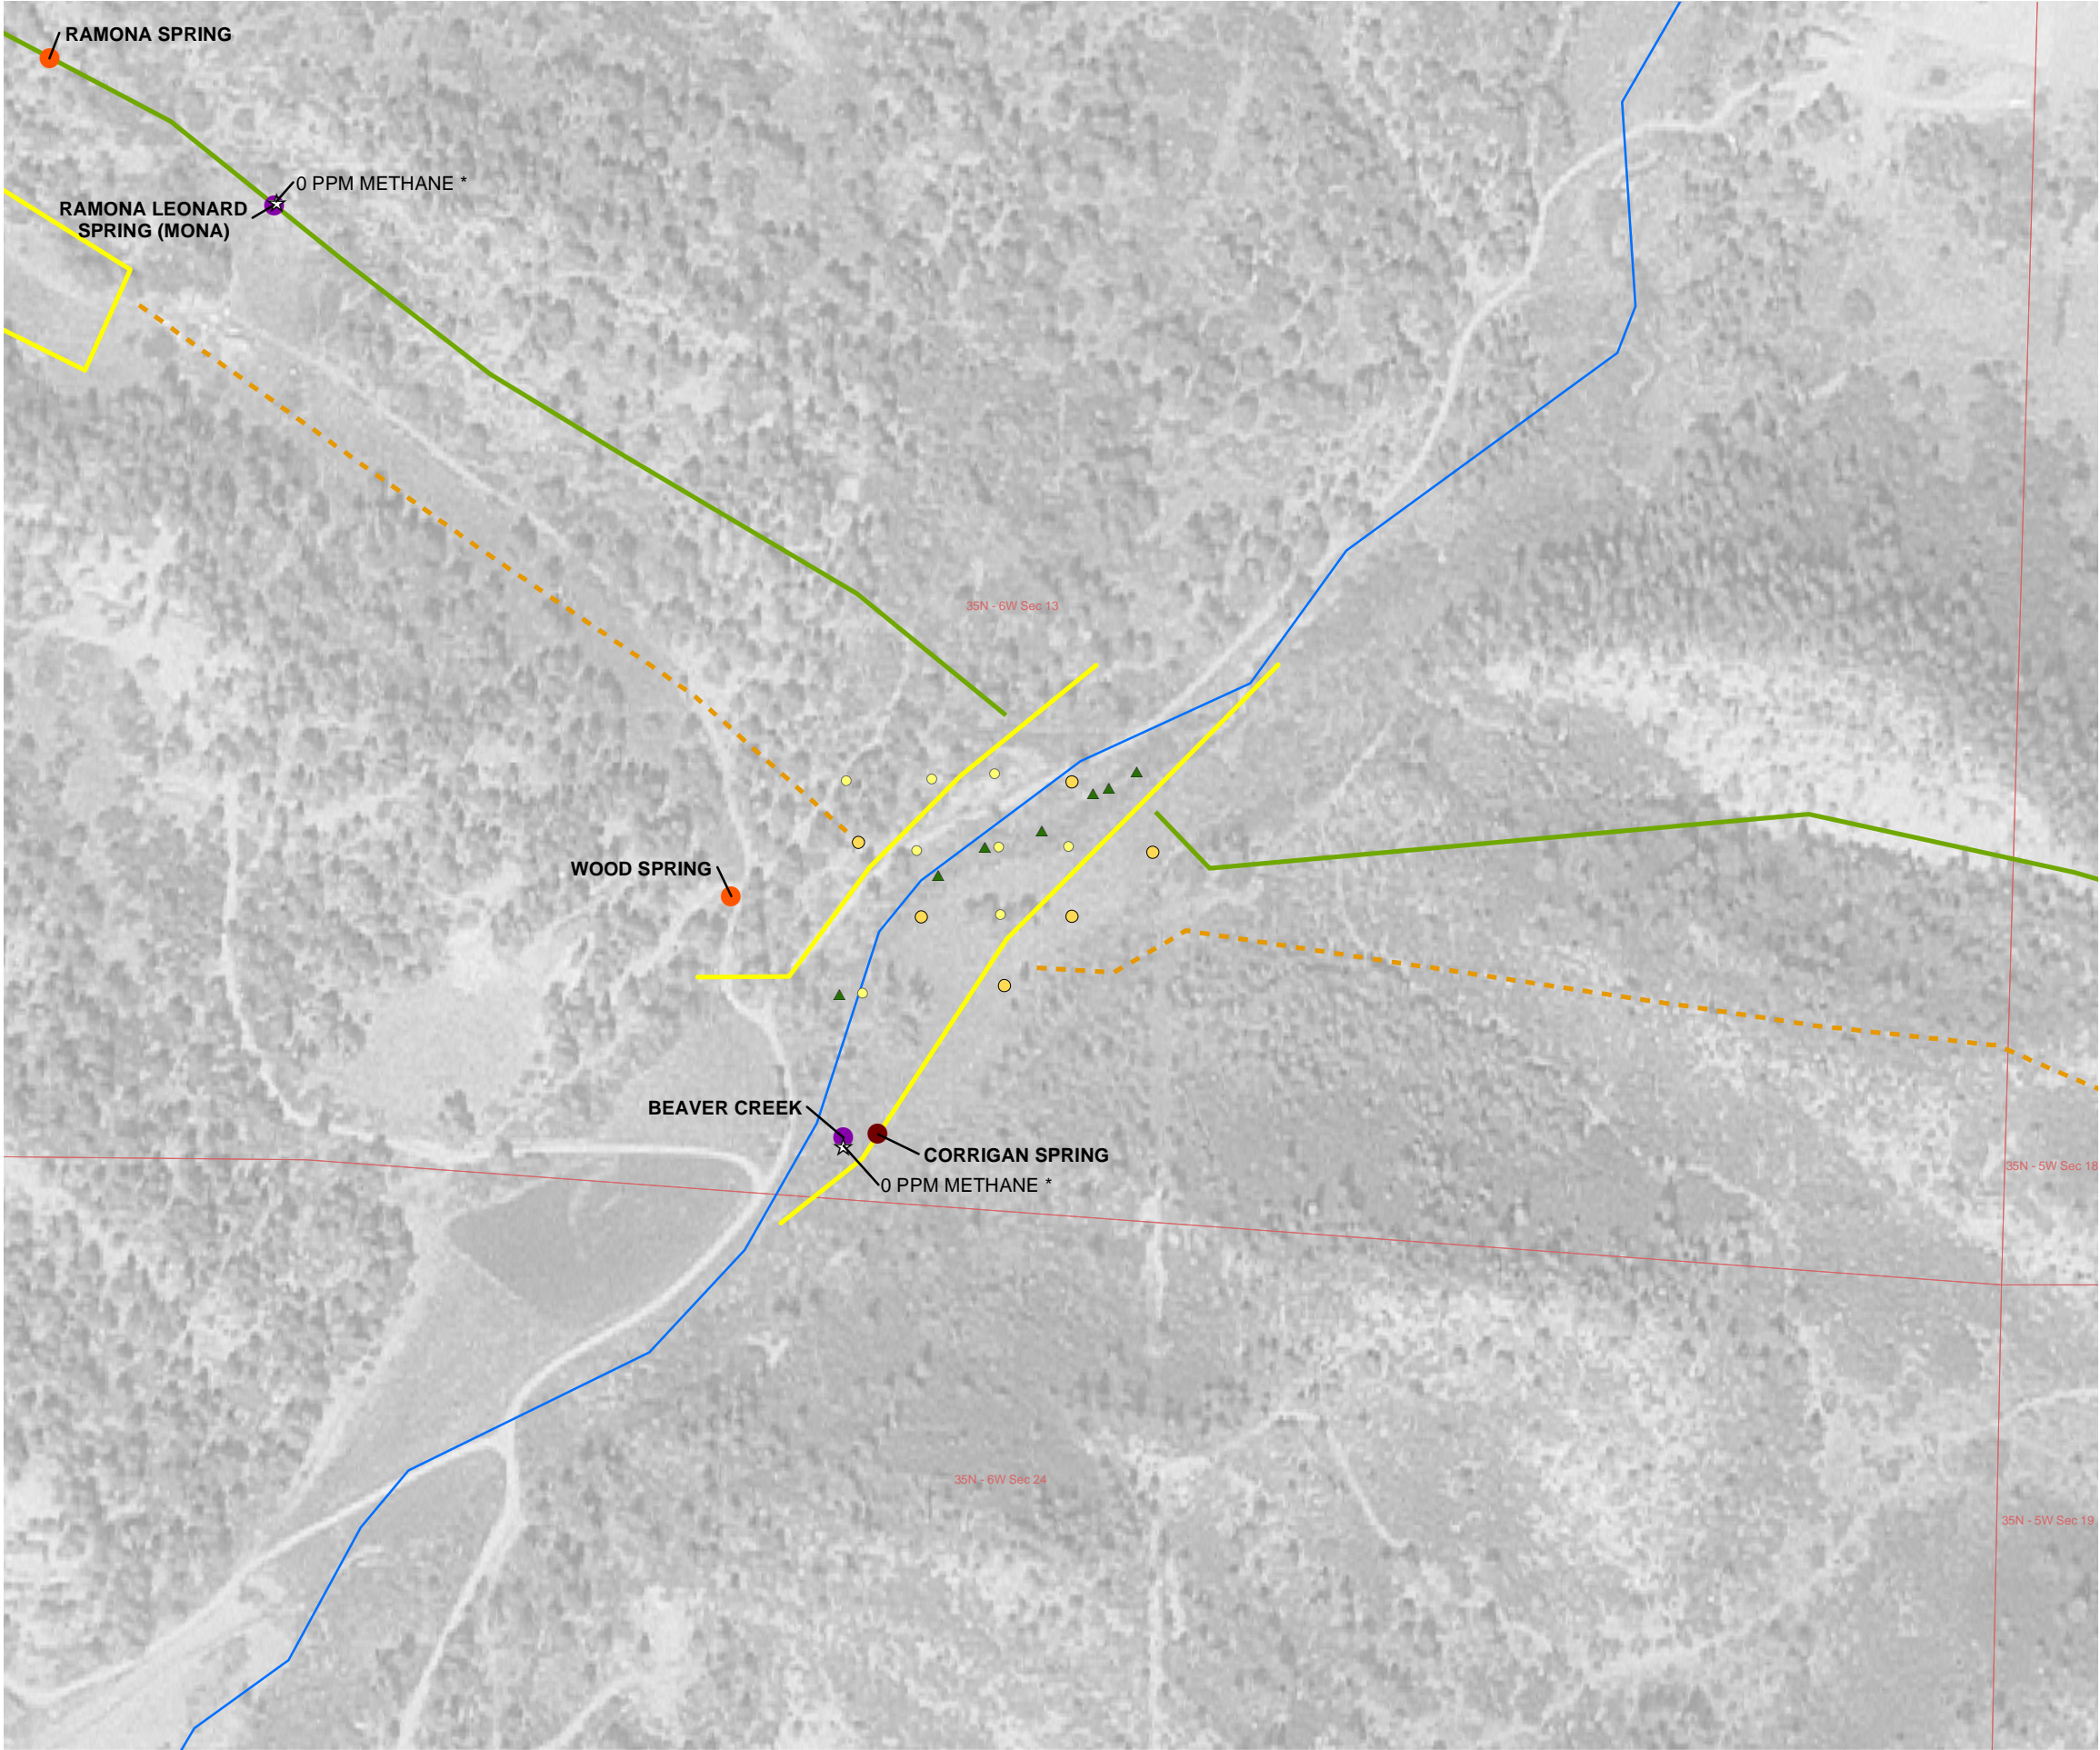 RAMONA SPRING
0 PPM METHANE *
RAMONA LEONARD
SPRING (MONA)
35N - 6W Sec 13
WOOD SPRING
BEAVER CREEK
CORRIGAN SPRING
35N - 5W Sec 18
0 PPM METHANE *
35N - 6W Sec 24
35N - 5W Sec 19